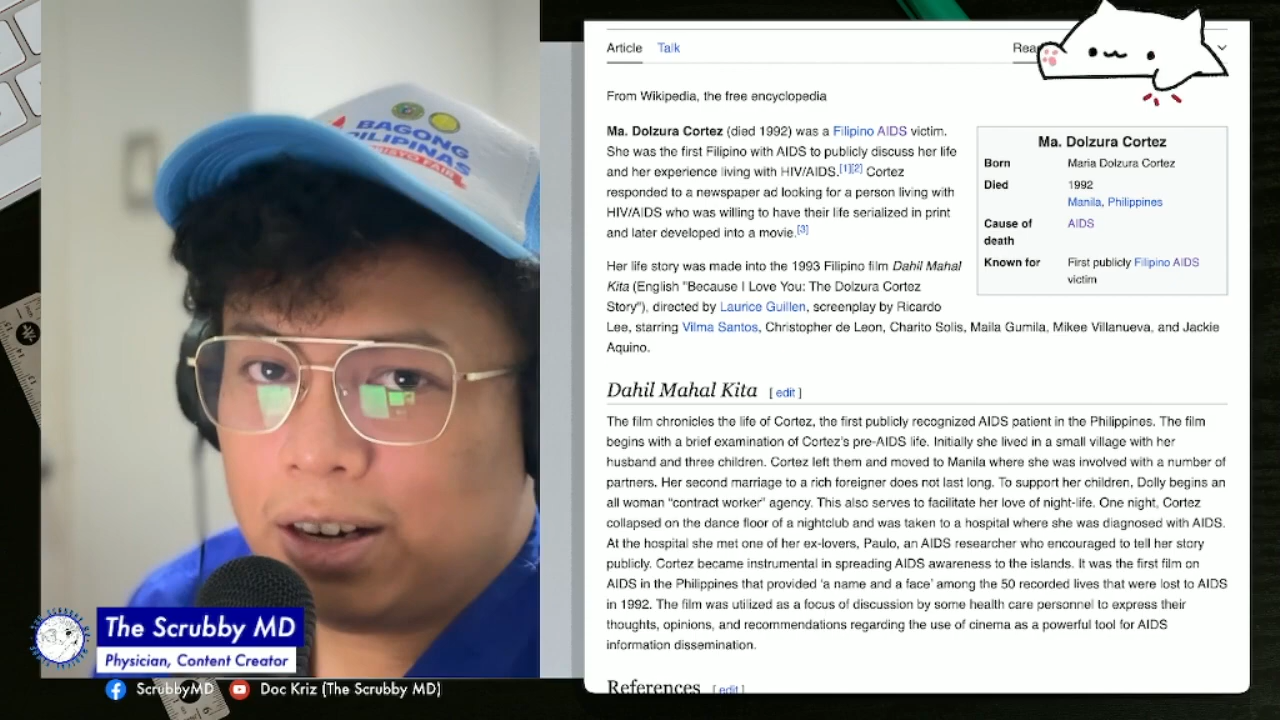 BAGONG
PILIPINAS
FAIR
The Scrubby MD
Physician, Content Creator
ScrubbyMD
Doc Kriz (The Scrubby MD)
Article Talk
From Wikipedia, the free encyclopedia
Ma. Dolzura Cortez (died 1992) was a Filipino AIDS victim.
She was the first Filipino with AIDS to publicly discuss her life
and her experience living with HIV/AIDS.[1][2] Cortez
responded to a newspaper ad looking for a person living with
HIV/AIDS who was willing to have their life serialized in print
and later developed into a movie.[3]
Ma. Dolzura Cortez
Born Maria Dolzura Cortez
Died 1992
Manila, Philippines
Cause of AIDS
death
Known for First publicly Filipino AIDS
victim
Her life story was made into the 1993 Filipino film Dahil Mahal
Kita (English "Because I Love You: The Dolzura Cortez
Story"), directed by Laurice Guillen, screenplay by Ricardo
Lee, starring Vilma Santos, Christopher de Leon, Charito Solis, Maila Gumila, Mikee Villanueva, and Jackie
Aquino.
Dahil Mahal Kita [ edit ]
The film chronicles the life of Cortez, the first publicly recognized AIDS patient in the Philippines. The film
begins with a brief examination of Cortez's pre-AIDS life. Initially she lived in a small village with her
husband and three children. Cortez left them and moved to Manila where she was involved with a number of
partners. Her second marriage to a rich foreigner does not last long. To support her children, Dolly begins an
all woman "contract worker" agency. This also serves to facilitate her love of night-life. One night, Cortez
collapsed on the dance floor of a nightclub and was taken to a hospital where she was diagnosed with AIDS.
At the hospital she met one of her ex-lovers, Paulo, an AIDS researcher who encouraged to tell her story
publicly. Cortez became instrumental in spreading AIDS awareness to the islands. It was the first film on
AIDS in the Philippines that provided 'a name and a face' among the 50 recorded lives that were lost to AIDS
in 1992. The film was utilized as a focus of discussion by some health care personnel to express their
thoughts, opinions, and recommendations regarding the use of cinema as a powerful tool for AIDS
information dissemination.
References [ edit ]